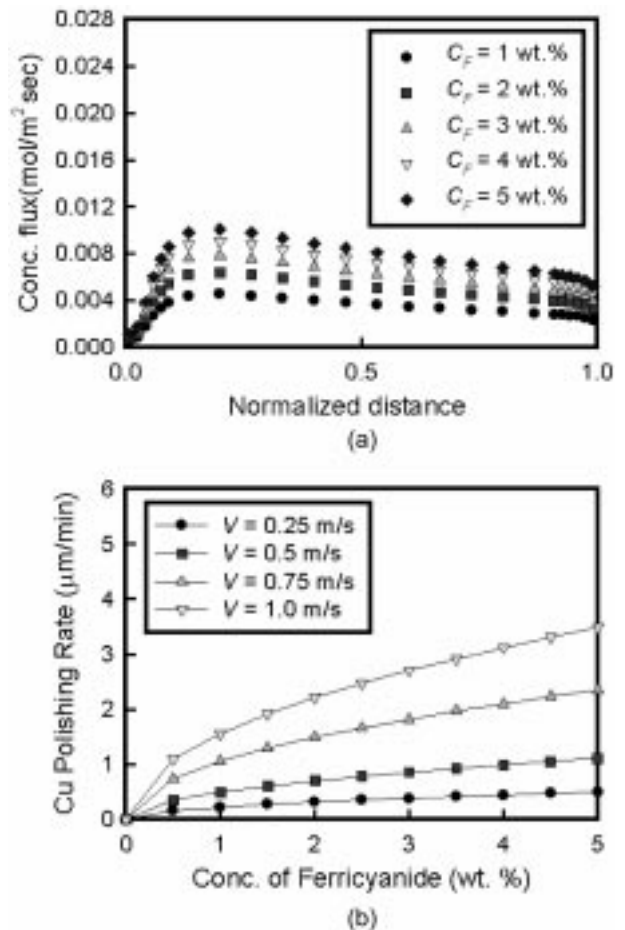 0.028
0.024
0.020
0.016
0.012
0.008
0.004
0.000
Conc. flux(mol/m² sec)
C_F = 1 wt.%
C_F = 2 wt.%
C_F = 3 wt.%
C_F = 4 wt.%
C_F = 5 wt.%
0.0 0.5 1.0
Normalized distance
(a)
6
5
4
3
2
1
0
Cu Polishing Rate (μm/min)
V = 0.25 m/s
V = 0.5 m/s
V = 0.75 m/s
V = 1.0 m/s
0 1 2 3 4 5
Conc. of Ferricyanide (wt. %)
(b)